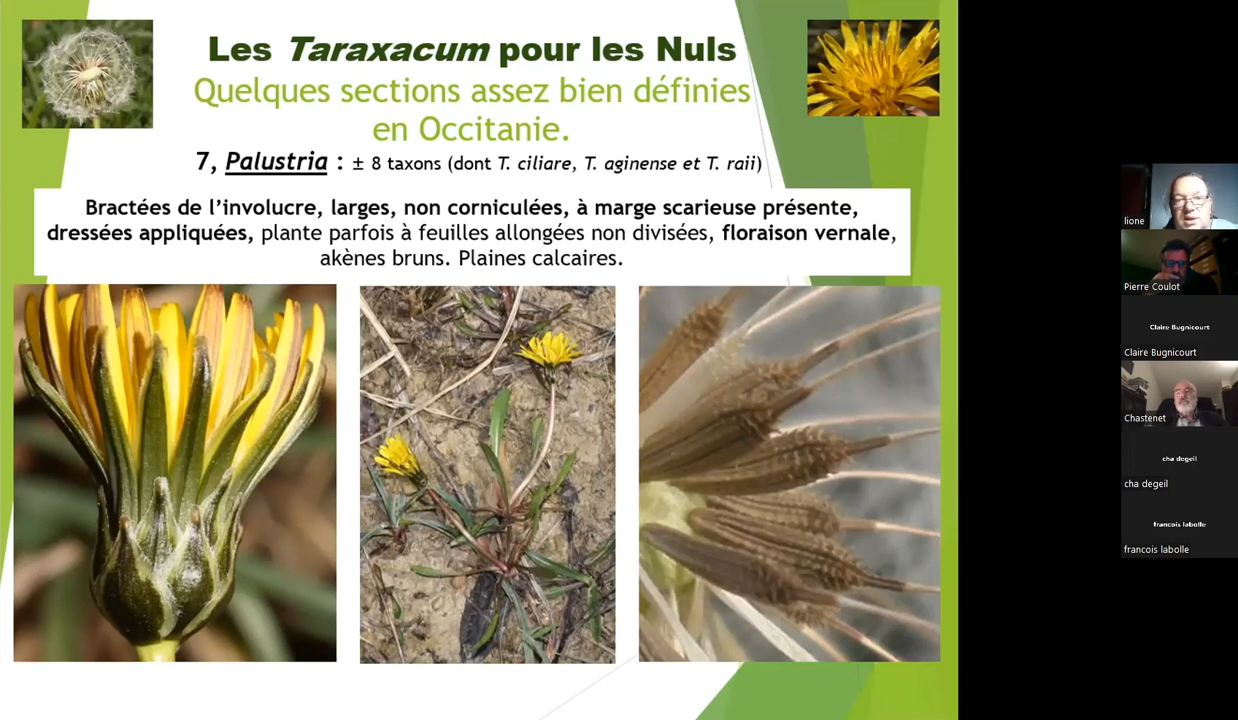 Les Taraxacum pour les Nuls
Quelques sections assez bien définies
en Occitanie.
7, Palustria : ± 8 taxons (dont T. ciliare, T. aginense et T. raii)
Bractées de l’involucre, larges, non corniculées, à marge scarieuse présente,
dressées appliquées, plante parfois à feuilles allongées non divisées, floraison vernale,
akènes bruns. Plaines calcaires.
lione
Pierre Coulot
Claire Bugnicourt
Claire Bugnicourt
Chastenet
cha degeil
cha degeil
francois labolle
francois labolle